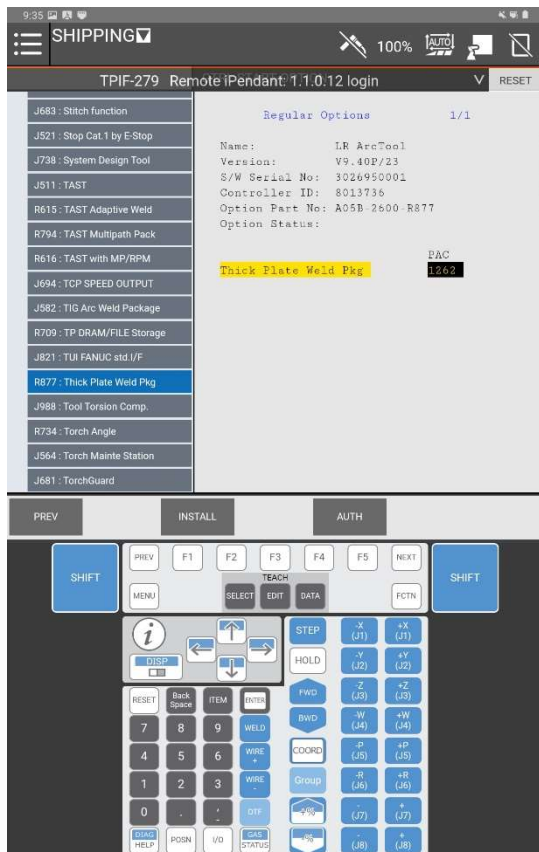 9:35
SHIPPING
100%
AUTO
TPIF-279 Remote iPendant: 1.1.0.12 login
RESET
J683 : Stitch function
J521 : Stop Cat.1 by E-Stop
J738 : System Design Tool
J511 : TAST
R615 : TAST Adaptive Weld
R794 : TAST Multipath Pack
R616 : TAST with MP/RPM
J694 : TCP SPEED OUTPUT
J582 : TIG Arc Weld Package
R709 : TP DRAM/FILE Storage
J821 : TUI FANUC std.I/F
R877 : Thick Plate Weld Pkg
J988 : Tool Torsion Comp.
R734 : Torch Angle
J564 : Torch Mainte Station
J681 : TorchGuard
Regular Options 1/1
Name: LR ArcTool
Version: V9.40P/23
S/W Serial No: 3026950001
Controller ID: 8013736
Option Part No: A05B-2600-R877
Option Status:
PAC
Thick Plate Weld Pkg 1262
PREV INSTALL AUTH
SHIFT
PREV F1 F2 F3 F4 F5 NEXT
TEACH
MENU SELECT EDIT DATA FCTN
SHIFT
i
DISP
RESET Back Space ITEM ENTER
7 8 9 WELD
4 5 6 WIRE +
1 2 3 WIRE -
0 . , - OTF
DIAG HELP POSN I/O GAS STATUS
STEP -X (J1) +X (J1)
HOLD -Y (J2) +Y (J2)
FWD -Z (J3) +Z (J3)
BWD -W (J4) +W (J4)
COORD -P (J5) +P (J5)
Group -R (J6) +R (J6)
+% - (J7) + (J7)
-% - (J8) + (J8)